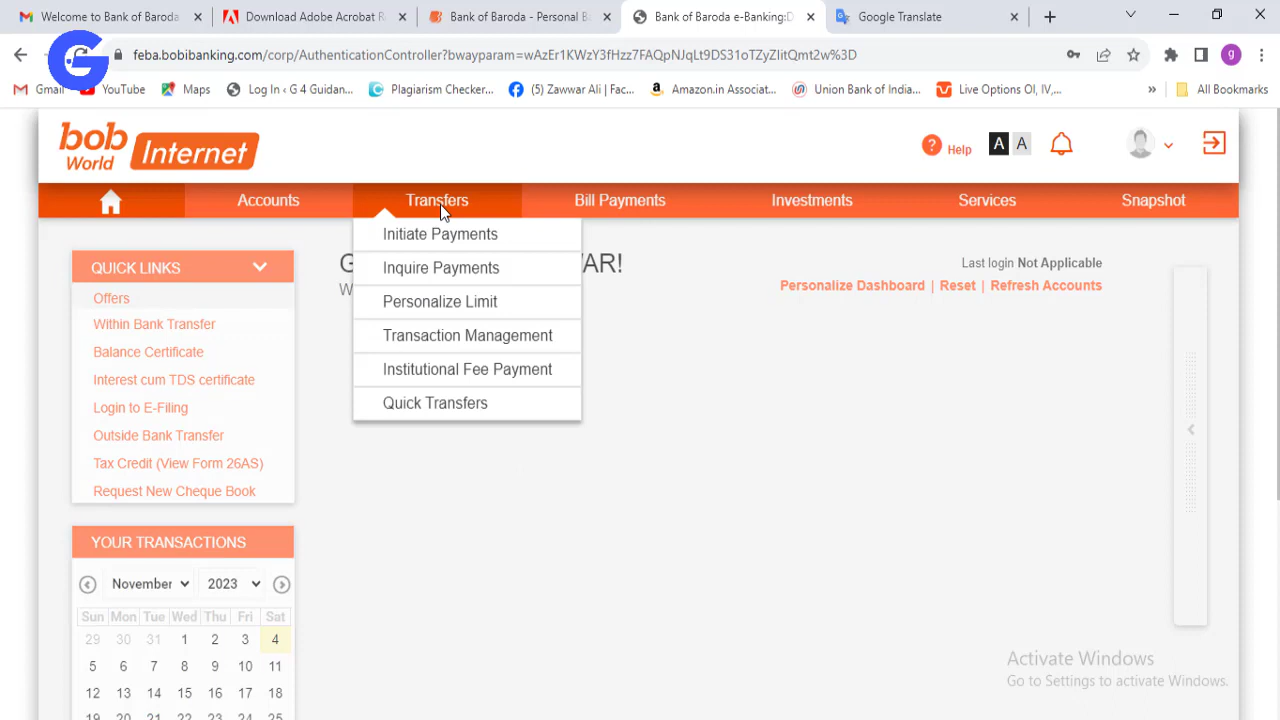 Welcome to Bank of Baroda
Download Adobe Acrobat R
Bank of Baroda - Personal B
Bank of Baroda e-Banking:D
Google Translate
G
feba.bobibanking.com/corp/AuthenticationController?bwayparam=wAzEr1KWzY3fHzz7FAQpNJqLt9DS31oTZyZlitQmt2w%3D
g
Gmail
YouTube
Maps
Log In ‹ G 4 Guidan...
Plagiarism Checker...
(5) Zawwar Ali | Fac...
Amazon.in Associat...
Union Bank of India...
Live Options OI, IV,...
»
All Bookmarks
bob World Internet
? Help
A A
Accounts
Transfers
Bill Payments
Investments
Services
Snapshot
Initiate Payments
Inquire Payments
Personalize Limit
Transaction Management
Institutional Fee Payment
Quick Transfers
QUICK LINKS
Offers
Within Bank Transfer
Balance Certificate
Interest cum TDS certificate
Login to E-Filing
Outside Bank Transfer
Tax Credit (View Form 26AS)
Request New Cheque Book
G
AR!
W
Last login Not Applicable
Personalize Dashboard | Reset | Refresh Accounts
YOUR TRANSACTIONS
November 2023
Sun Mon Tue Wed Thu Fri Sat
29 30 31 1 2 3 4
5 6 7 8 9 10 11
12 13 14 15 16 17 18
19 20 21 22 23 24 25
Activate Windows
Go to Settings to activate Windows.